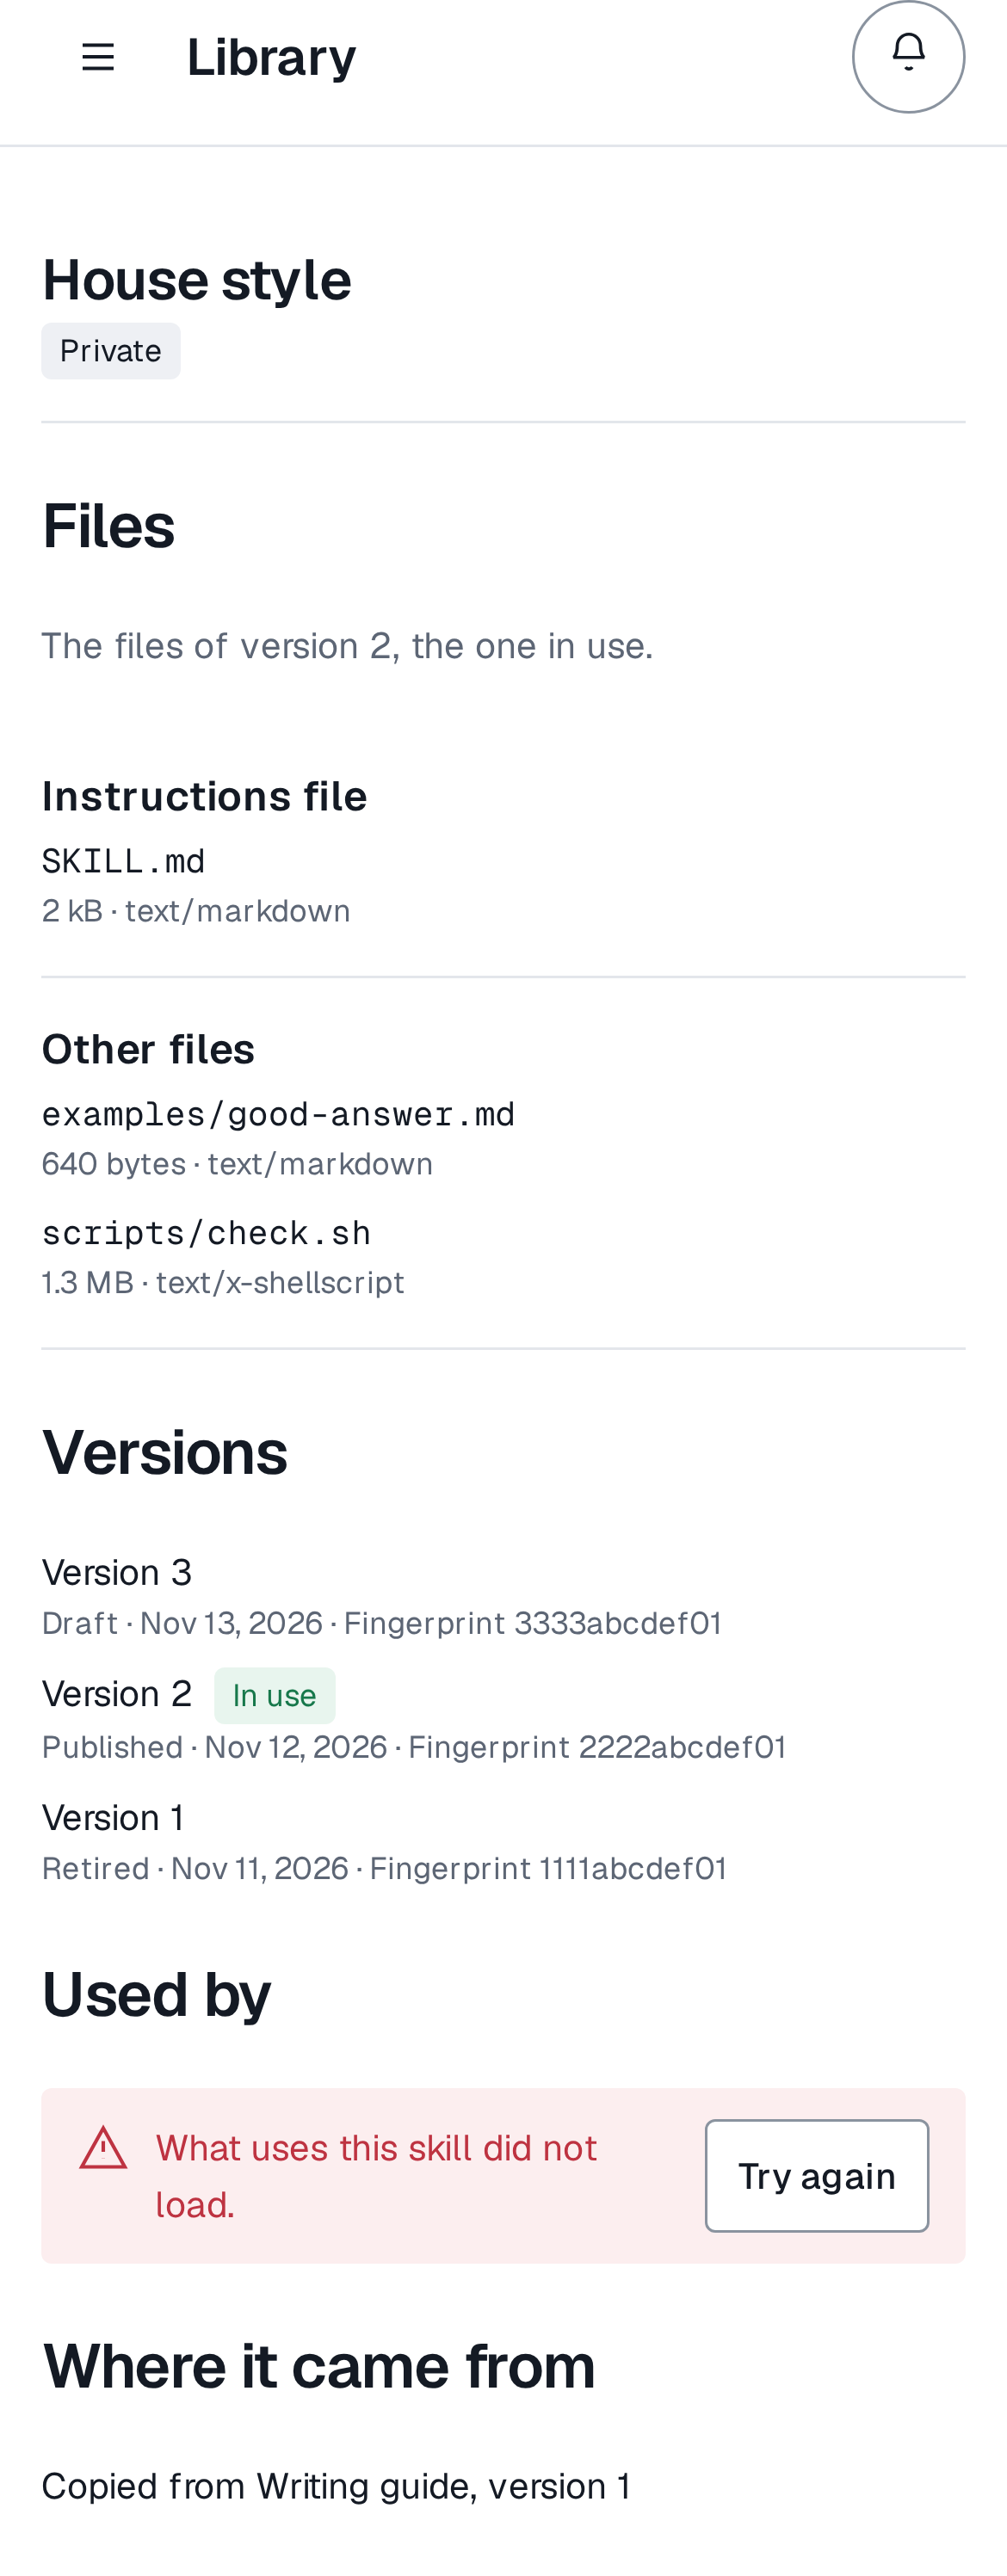 Library
House style
Private
Files
The files of version 2, the one in use.
Instructions file
SKILL.md
2 kB · text/markdown
Other files
examples/good-answer.md
640 bytes · text/markdown
scripts/check.sh
1.3 MB · text/x-shellscript
Versions
Version 3
Draft · Nov 13, 2026 · Fingerprint 3333abcdef01
Version 2 In use
Published · Nov 12, 2026 · Fingerprint 2222abcdef01
Version 1
Retired · Nov 11, 2026 · Fingerprint 1111abcdef01
Used by
What uses this skill did not
load.
Try again
Where it came from
Copied from Writing guide, version 1